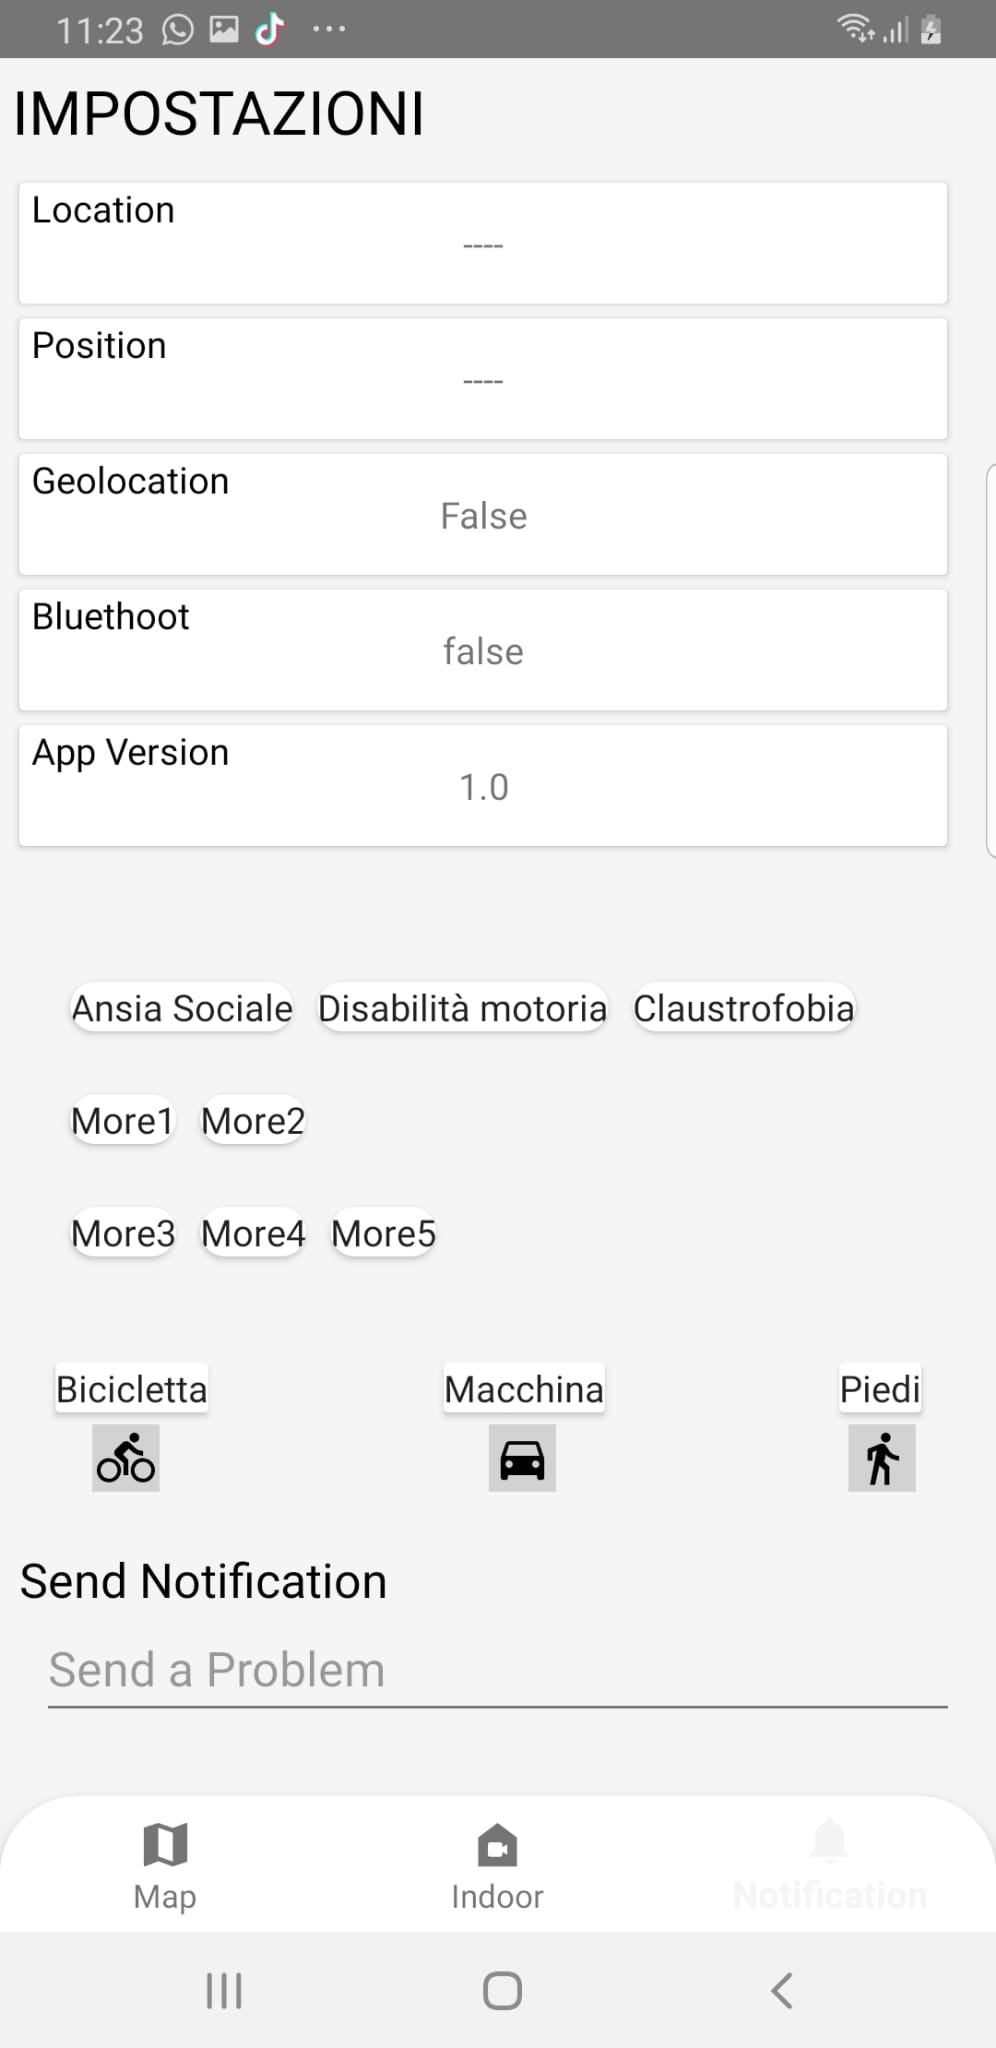 11:23
IMPOSTAZIONI
Location
----
Position
----
Geolocation
False
Bluethoot
false
App Version
1.0
Ansia Sociale Disabilità motoria Claustrofobia
More1 More2
More3 More4 More5
Bicicletta Macchina Piedi
Send Notification
Send a Problem
Map Indoor Notification